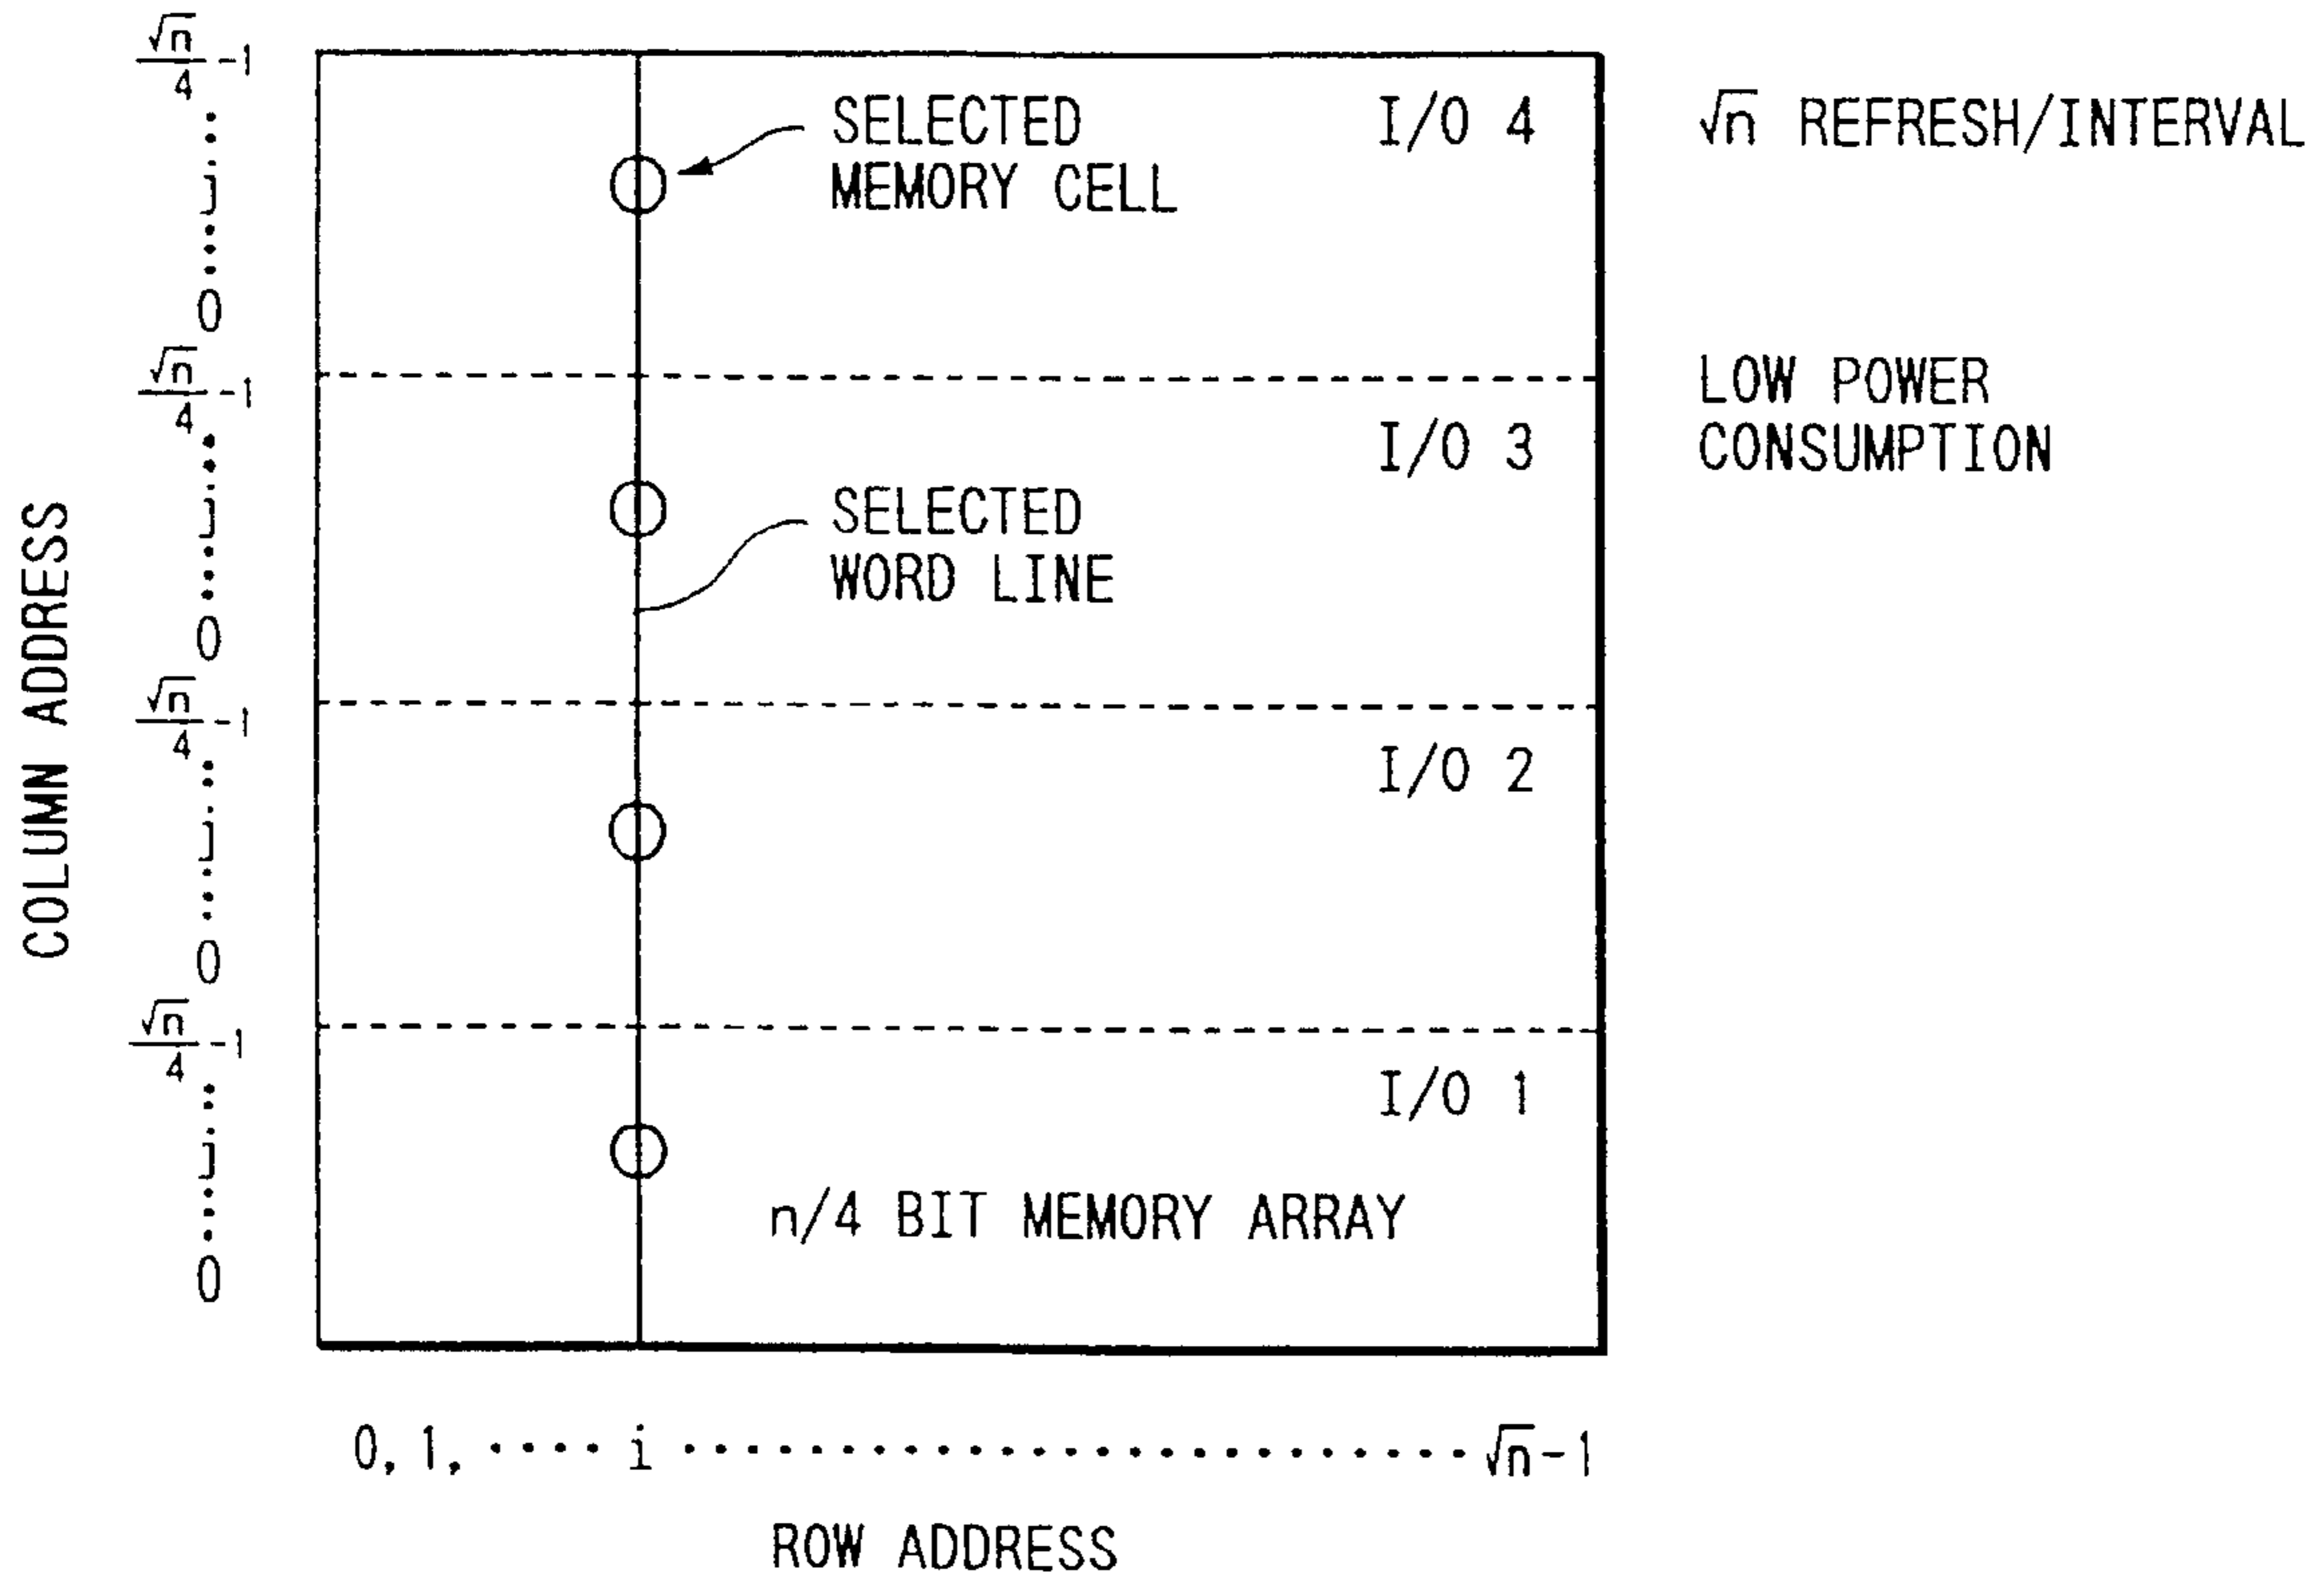 √n/4 -1
j
0
√n/4 -1
j
0
√n/4 -1
j
0
√n/4 -1
j
0
COLUMN ADDRESS
SELECTED
MEMORY CELL
I/O 4
I/O 3
SELECTED
WORD LINE
I/O 2
I/O 1
n/4 BIT MEMORY ARRAY
√n REFRESH/INTERVAL
LOW POWER
CONSUMPTION
0, 1, ···· i ························ √n-1
ROW ADDRESS